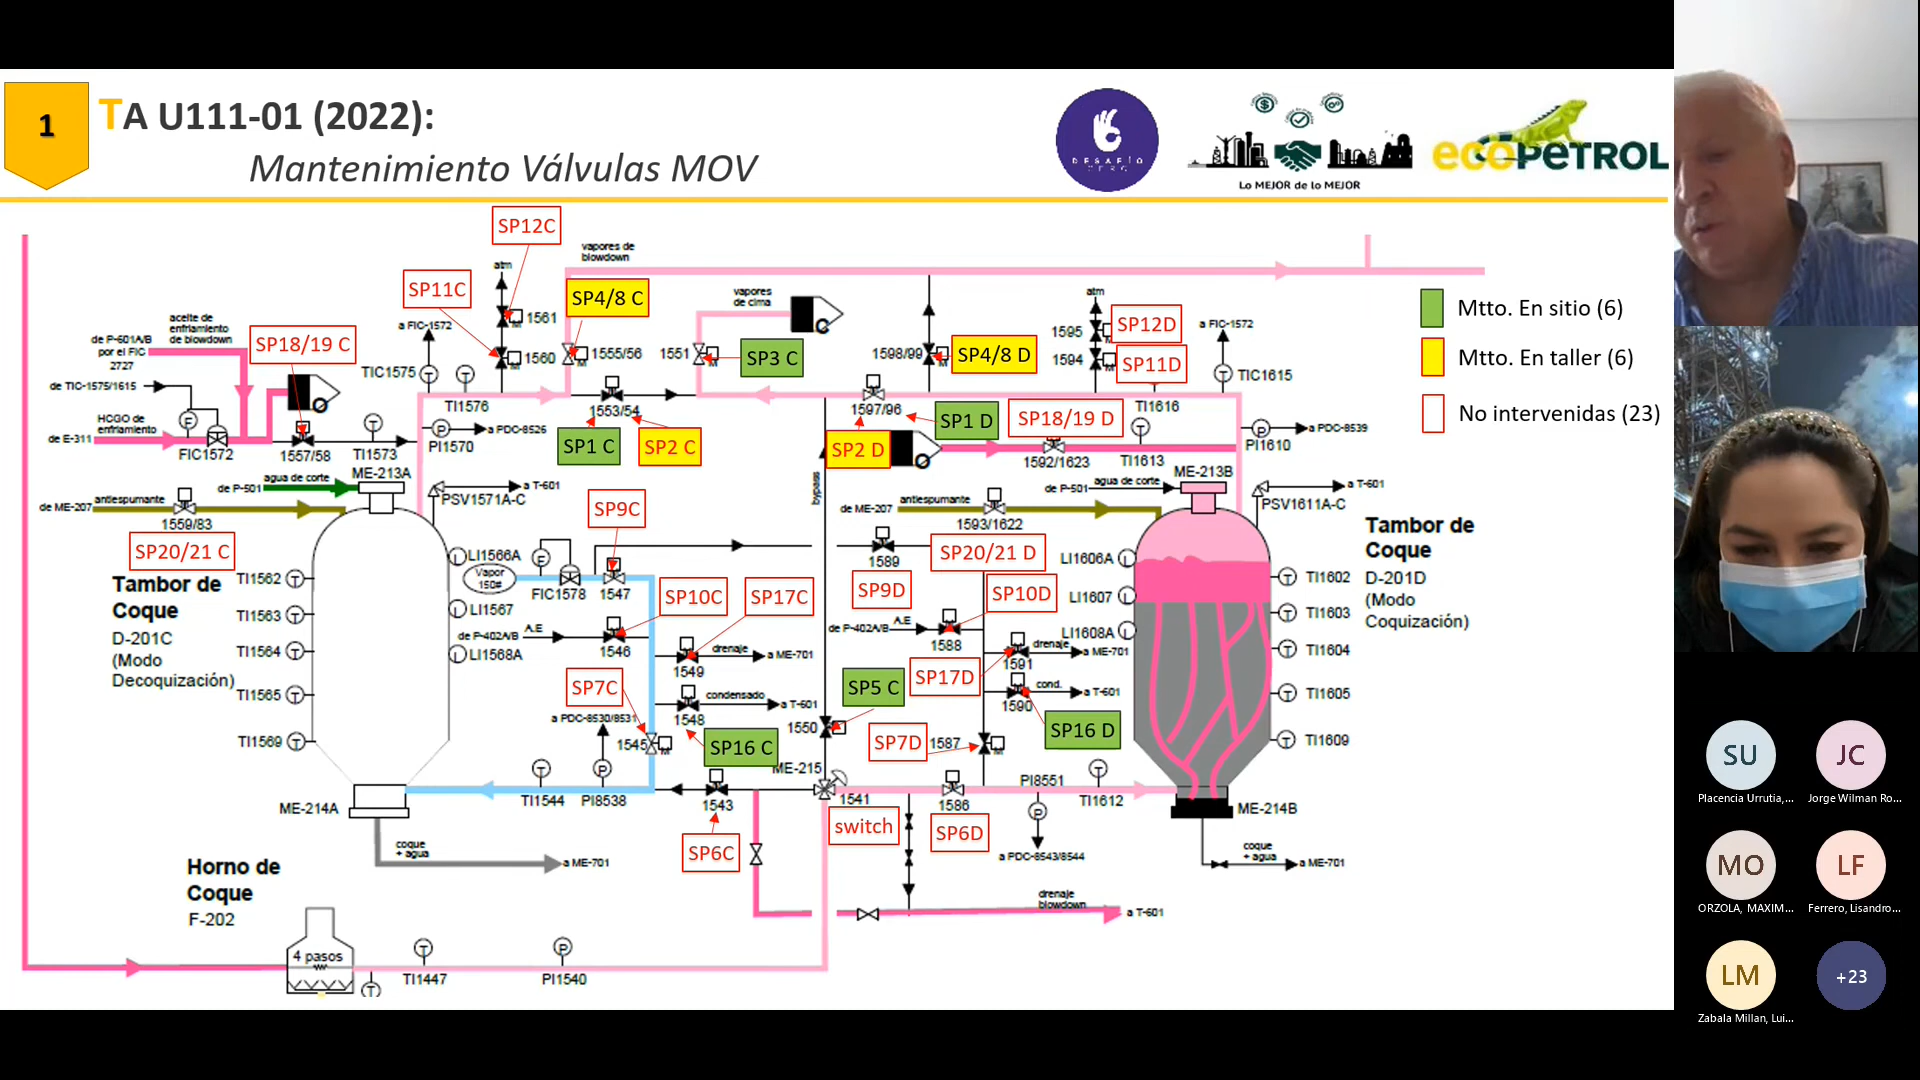 1
TA U111-01 (2022):
Mantenimiento Válvulas MOV
DESAFÍO
Lo MEJOR de lo MEJOR
ecoPETROL
Mtto. En sitio (6)
Mtto. En taller (6)
No intervenidas (23)
SP12C
vapores de
blowdown
atm
SP11C
SP4/8 C
1561
1560
1555/56
vapores
de cima
C
1551
SP3 C
1598/99
SP4/8 D
atm
1595
SP12D
1594
SP11D
a FIC-1572
a FIC-1572
aceite de
enfriamiento
de blowdown
de P-601A/B
por el FIC
2727
SP18/19 C
de TIC-1575/1615
HCGO de
enfriamiento
de E-311
F
FIC1572
1557/58
T
TI1573
TIC1575
TI1576
P
PI1570
a PDC-8526
1553/54
SP1 C
SP2 C
1597/96
SP1 D
SP2 D
SP18/19 D
1592/1623
TI1613
TI1616
TIC1615
PI1610
a PDC-8539
ME-213A
agua de corte
de P-501
a T-601
PSV1571A-C
antiespumante
de ME-207
1559/83
SP20/21 C
Tambor de
Coque
D-201C
(Modo
Decoquización)
TI1562
TI1563
TI1564
TI1565
TI1569
LI1566A
LI1567
LI1568A
Vapor
150#
FIC1578
1547
SP9C
SP10C
SP17C
de P-402A/B
A.E
1546
1549
drenaje
a ME-701
SP7C
1548
condensado
a T-601
a PDC-8530/8531
1545
SP16 C
ME-215
TI1544
PI8538
1543
SP6C
ME-214A
coque
+ agua
a ME-701
bypass
1550
SP5 C
1541
switch
ME-213B
de P-501
agua de corte
a T-601
PSV1611A-C
de ME-207
antiespumante
1593/1622
1589
SP20/21 D
SP9D
SP10D
de P-402A/B
A.E
1588
1591
drenaje
a ME-701
SP17D
1590
cond.
a T-601
SP16 D
SP7D
1587
1586
SP6D
PI8551
TI1612
a PDC-8543/8544
LI1606A
LI1607
LI1608A
TI1602
TI1603
TI1604
TI1605
TI1609
Tambor de
Coque
D-201D
(Modo
Coquización)
ME-214B
coque
+ agua
a ME-701
drenaje
blowdown
a T-601
Horno de
Coque
F-202
4 pasos
TI1447
PI1540
SU
Placencia Urrutia,...
JC
Jorge Wilman Ro...
MO
ORZOLA, MAXIM...
LF
Ferrero, Lisandro...
LM
Zabala Millan, Lui...
+23